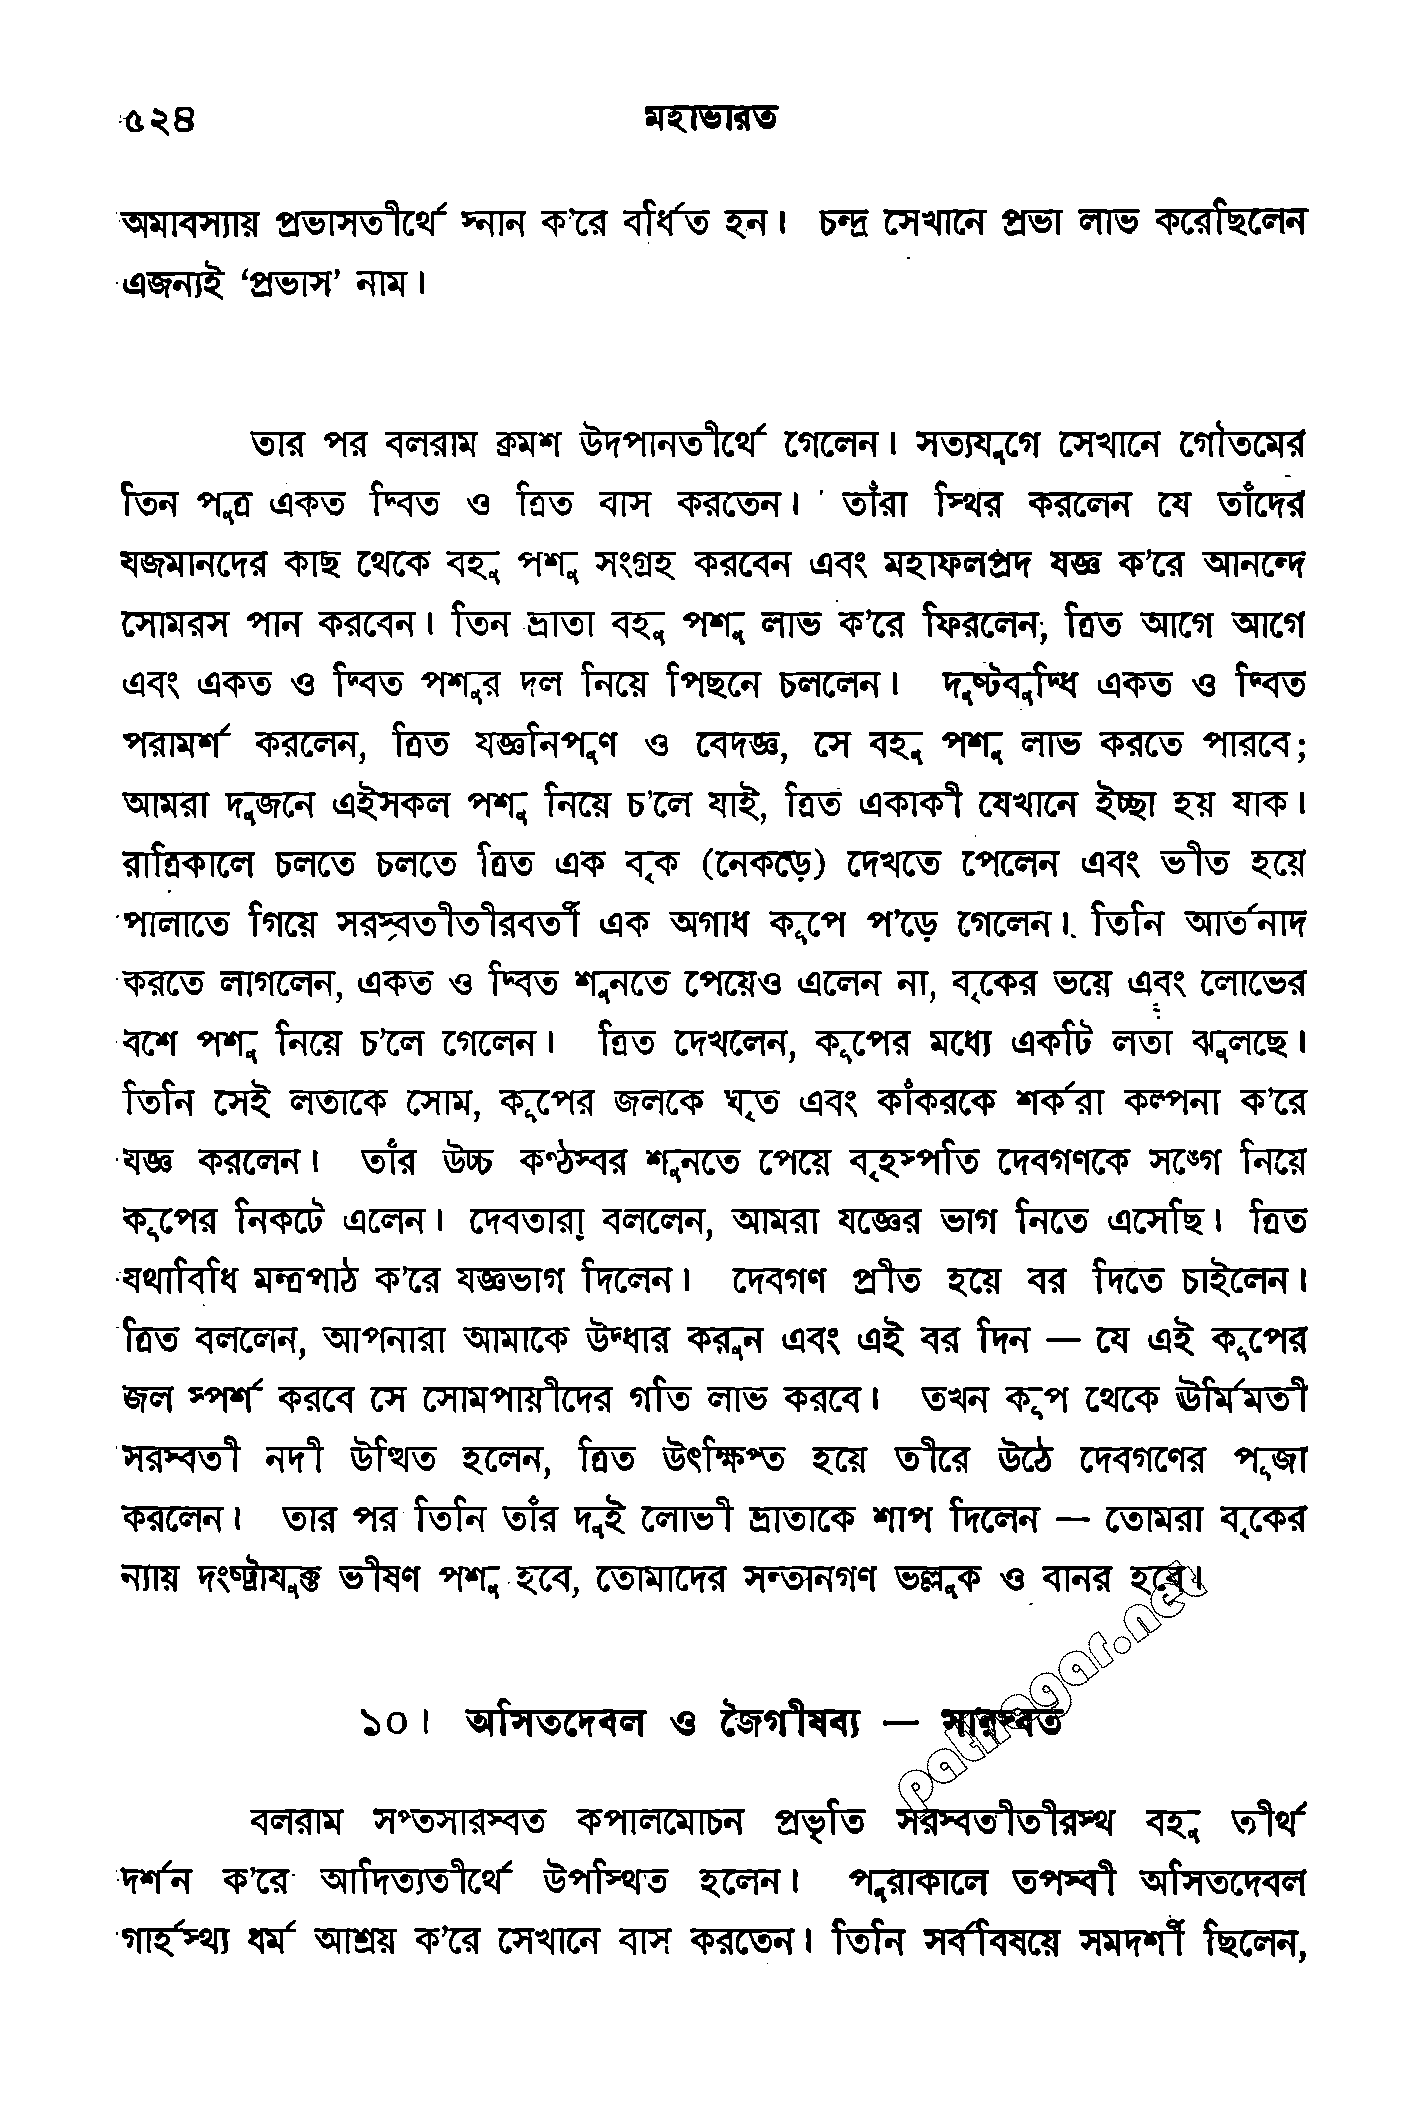 ৫২৪ মহাভারত
অমাবস্যায় প্রভাসতীর্থে স্নান ক'রে বর্ধিত হন। চন্দ্র সেখানে প্রভা লাভ করেছিলেন
এজন্যই ‘প্রভাস’ নাম।
তার পর বলরাম ক্রমশ উদপানতীর্থে গেলেন। সত্যযুগে সেখানে গৌতমের
তিন পুত্র একত দ্বিত ও ত্রিত বাস করতেন। তাঁরা স্থির করলেন যে তাঁদের
যজমানদের কাছ থেকে বহু পশু সংগ্রহ করবেন এবং মহাফলপ্রদ যজ্ঞ ক'রে আনন্দে
সোমরস পান করবেন। তিন ভ্রাতা বহু পশু লাভ ক'রে ফিরলেন; ত্রিত আগে আগে
এবং একত ও দ্বিত পশুর দল নিয়ে পিছনে চললেন। দুষ্টবুদ্ধি একত ও দ্বিত
পরামর্শ করলেন, ত্রিত যজ্ঞনিপুণ ও বেদজ্ঞ, সে বহু পশু লাভ করতে পারবে;
আমরা দুজনে এইসকল পশু নিয়ে চ'লে যাই, ত্রিত একাকী যেখানে ইচ্ছা হয় যাক।
রাত্রিকালে চলতে চলতে ত্রিত এক বৃক (নেকড়ে) দেখতে পেলেন এবং ভীত হয়ে
পালাতে গিয়ে সরস্বতীতীরবর্তী এক অগাধ কূপে প'ড়ে গেলেন। তিনি আর্তনাদ
করতে লাগলেন, একত ও দ্বিত শুনতে পেয়েও এলেন না, বৃকের ভয়ে এবং লোভের
বশে পশু নিয়ে চ'লে গেলেন। ত্রিত দেখলেন, কূপের মধ্যে একটি লতা ঝুলছে।
তিনি সেই লতাকে সোম, কূপের জলকে ঘৃত এবং কাঁকরকে শর্করা কল্পনা ক'রে
যজ্ঞ করলেন। তাঁর উচ্চ কণ্ঠস্বর শুনতে পেয়ে বৃহস্পতি দেবগণকে সঙ্গে নিয়ে
কূপের নিকটে এলেন। দেবতারা বললেন, আমরা যজ্ঞের ভাগ নিতে এসেছি। ত্রিত
যথাবিধি মন্ত্রপাঠ ক'রে যজ্ঞভাগ দিলেন। দেবগণ প্রীত হয়ে বর দিতে চাইলেন।
ত্রিত বললেন, আপনারা আমাকে উদ্ধার করুন এবং এই বর দিন — যে এই কূপের
জল স্পর্শ করবে সে সোমপায়ীদের গতি লাভ করবে। তখন কূপ থেকে ঊর্মিমতী
সরস্বতী নদী উত্থিত হলেন, ত্রিত উৎক্ষিপ্ত হয়ে তীরে উঠে দেবগণের পূজা
করলেন। তার পর তিনি তাঁর দুই লোভী ভ্রাতাকে শাপ দিলেন — তোমরা বৃকের
ন্যায় দংষ্ট্রাযুক্ত ভীষণ পশু হবে, তোমাদের সন্তানগণ ভল্লুক ও বানর হবে।
১০। অসিতদেবল ও জৈগীষব্য — সারস্বত
বলরাম সপ্তসারস্বত কপালমোচন প্রভৃতি সরস্বতীতীরস্থ বহু তীর্থ
দর্শন ক'রে আদিত্যতীর্থে উপস্থিত হলেন। পুরাকালে তপস্বী অসিতদেবল
গার্হস্থ্য ধর্ম আশ্রয় ক'রে সেখানে বাস করতেন। তিনি সর্ববিষয়ে সমদর্শী ছিলেন,
pathagar.net